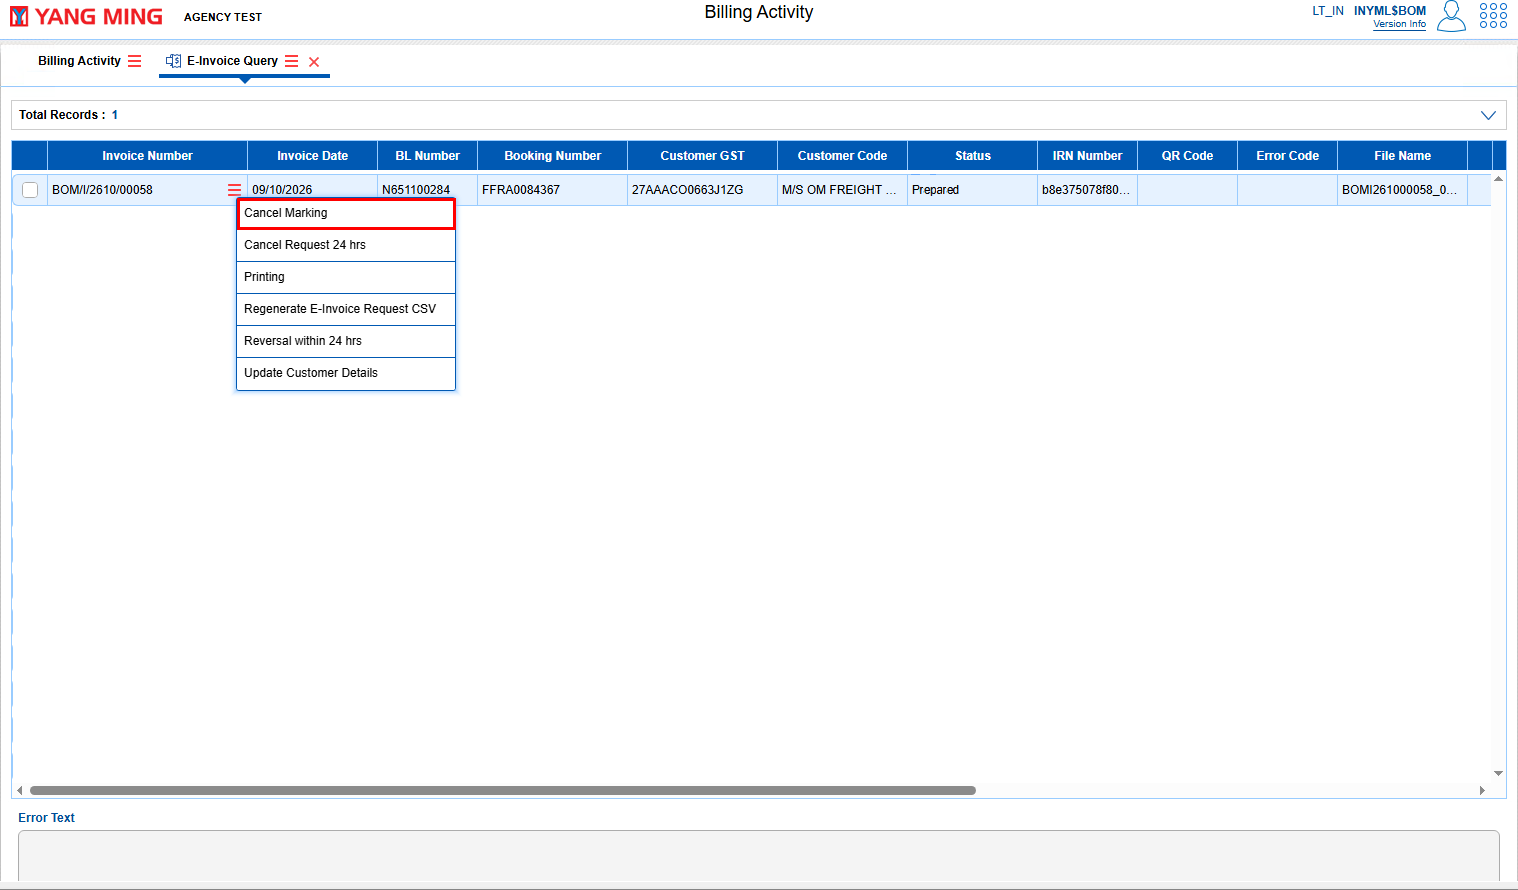 YANG MING AGENCY TEST Billing Activity LT_IN INYML$BOM
Version Info
Billing Activity E-Invoice Query
Total Records : 1
Invoice Number Invoice Date BL Number Booking Number Customer GST Customer Code Status IRN Number QR Code Error Code File Name
BOM/I/2610/00058 09/10/2026 N651100284 FFRA0084367 27AAACO0663J1ZG M/S OM FREIGHT ... Prepared b8e375078f80... BOMI261000058_0...
Cancel Marking
Cancel Request 24 hrs
Printing
Regenerate E-Invoice Request CSV
Reversal within 24 hrs
Update Customer Details
Error Text